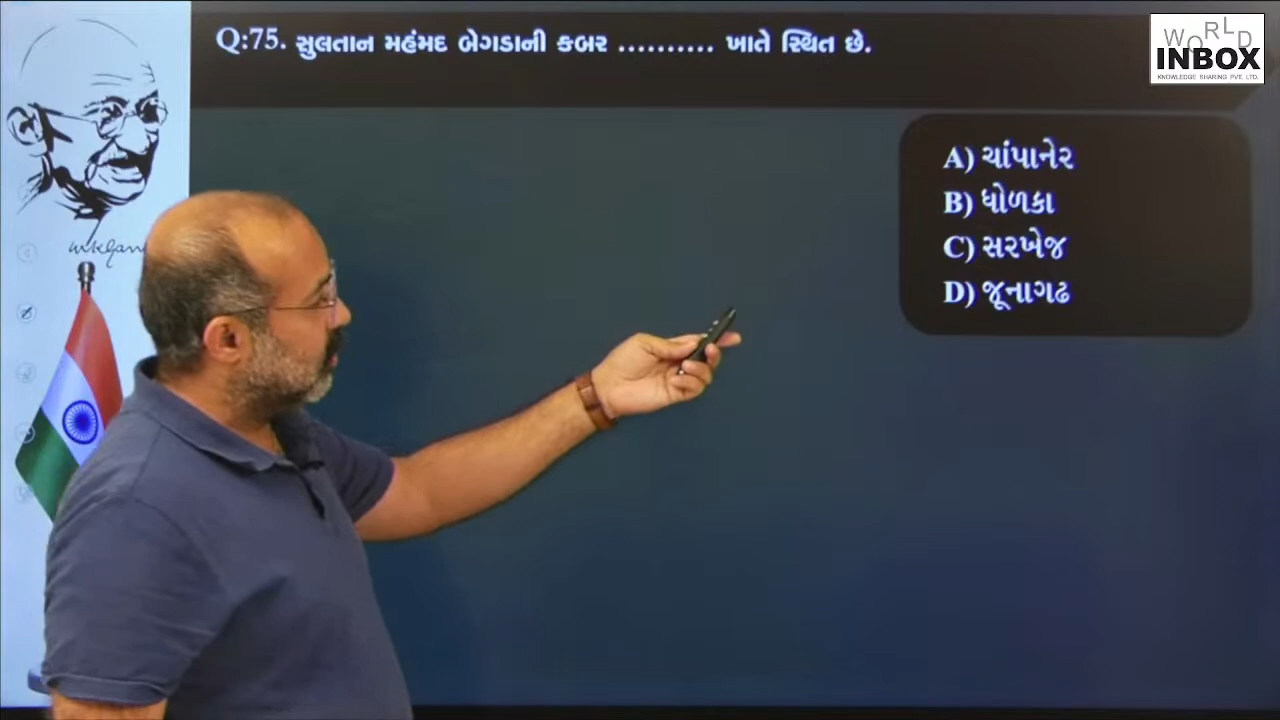 Q:75. સુલતાન મહંમદ બેગડાની કબર .......... ખાતે સ્થિત છે.
WORLD
INBOX
KNOWLEDGE SHARING PVT. LTD.
A) ચાંપાનેર
B) ધોળકા
C) સરખેજ
D) જૂનાગઢ